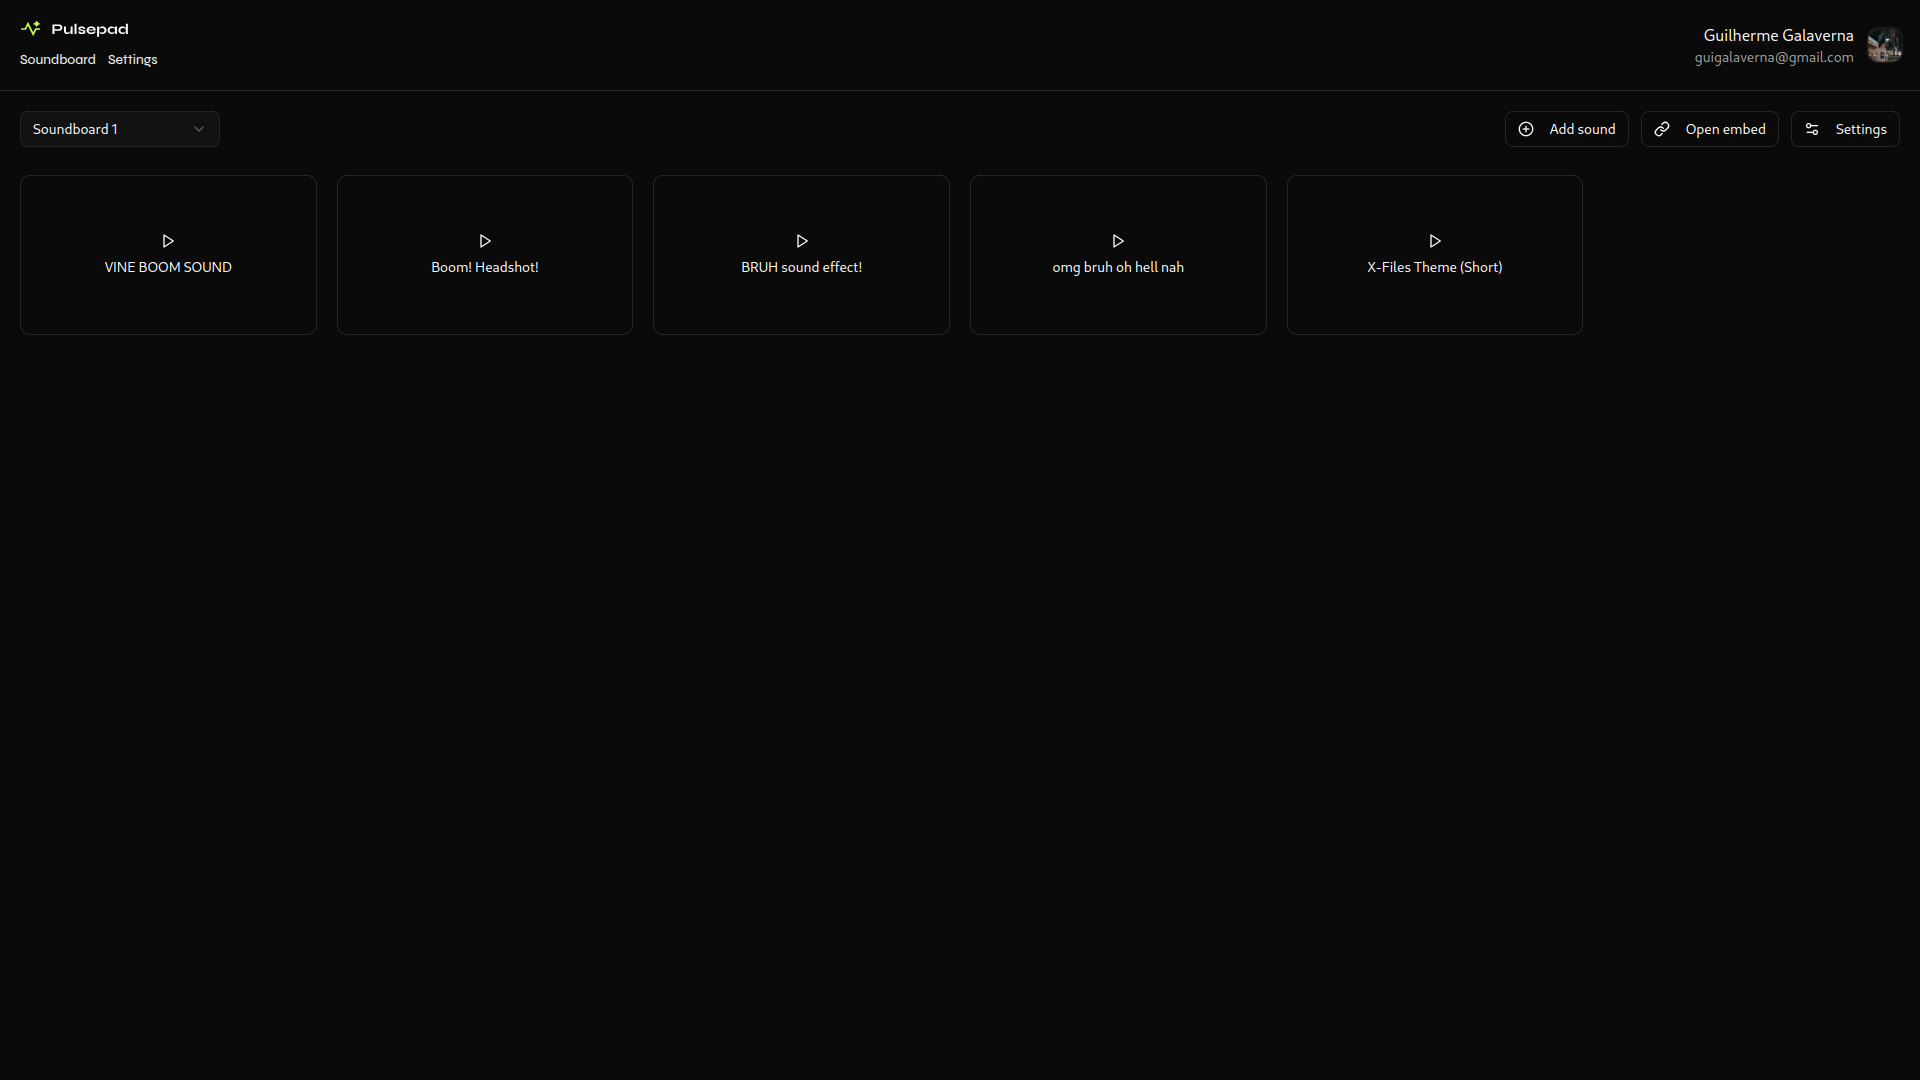 Pulsepad
Soundboard Settings
Guilherme Galaverna
guigalaverna@gmail.com
Soundboard 1
Add sound
Open embed
Settings
VINE BOOM SOUND
Boom! Headshot!
BRUH sound effect!
omg bruh oh hell nah
X-Files Theme (Short)